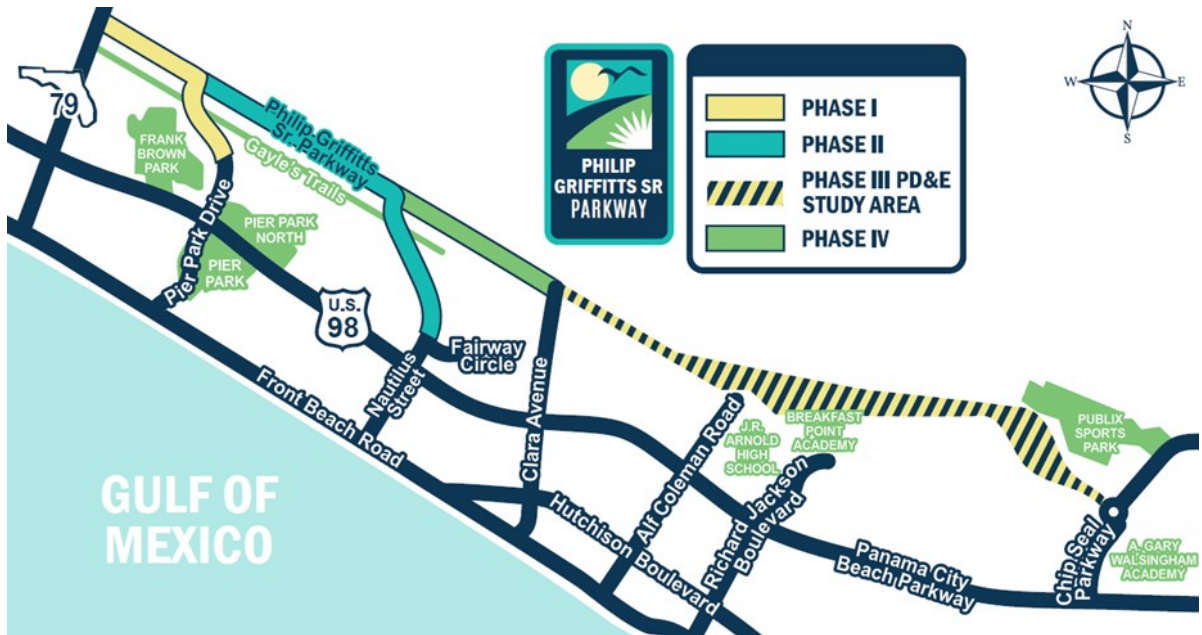 79
FRANK
BROWN
PARK
Philip Griffitts
Sr. Parkway
Gayle's Trails
Pier Park Drive
PIER PARK
NORTH
PIER
PARK
U.S.
98
Fairway
Circle
Nautilus
Street
Front Beach Road
Clara Avenue
Hutchison Boulevard
Alf Coleman Road
J.R.
ARNOLD
HIGH
SCHOOL
BREAKFAST
POINT
ACADEMY
Richard Jackson
Boulevard
Panama City
Beach Parkway
PUBLIX
SPORTS
PARK
Chip Seal
Parkway
A. GARY
WALSINGHAM
ACADEMY
GULF OF
MEXICO
PHILIP
GRIFFITTS SR
PARKWAY
PHASE I
PHASE II
PHASE III PD&E
STUDY AREA
PHASE IV
N
W
E
S